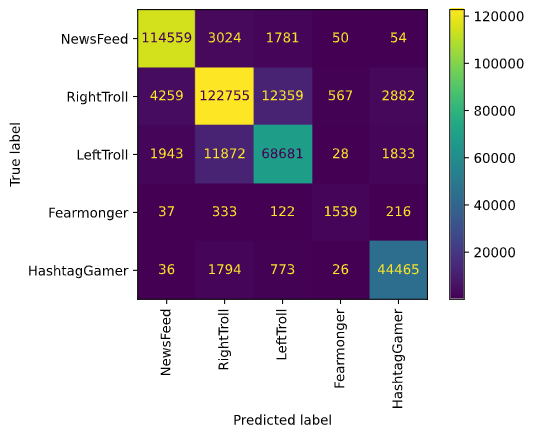 NewsFeed 114559 3024 1781 50 54
RightTroll 4259 122755 12359 567 2882
LeftTroll 1943 11872 68681 28 1833
Fearmonger 37 333 122 1539 216
HashtagGamer 36 1794 773 26 44465
True label
NewsFeed
RightTroll
LeftTroll
Fearmonger
HashtagGamer
Predicted label
120000
100000
80000
60000
40000
20000